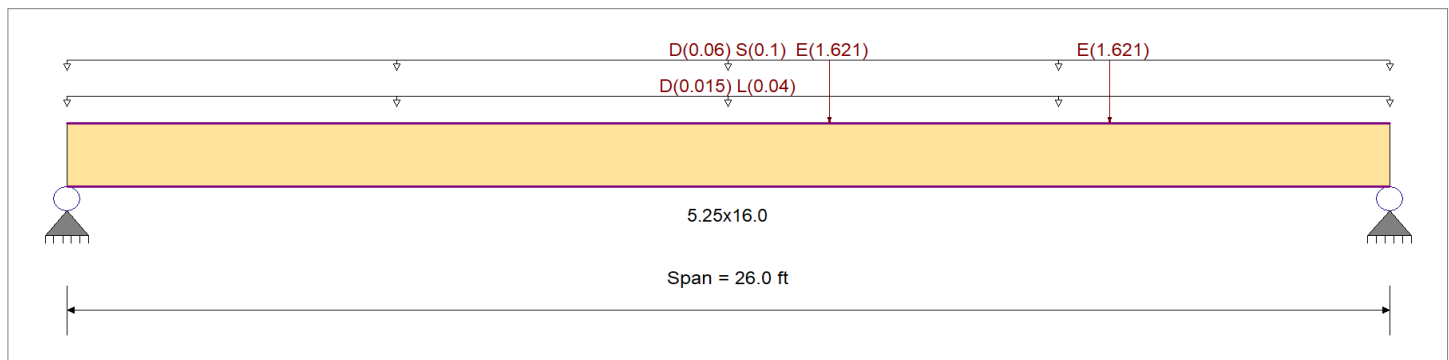 D(0.06) S(0.1) E(1.621) E(1.621)
D(0.015) L(0.04)
5.25x16.0
Span = 26.0 ft